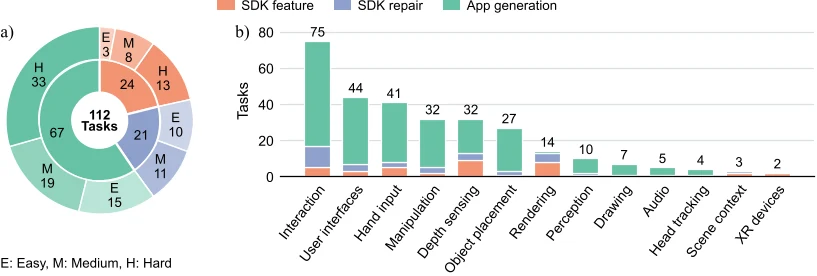 SDK feature SDK repair App generation
a)
E
3
M
8
H
13
E
10
M
11
E
15
M
19
H
33
24
21
67
112
Tasks
E: Easy, M: Medium, H: Hard
b)
Tasks
80
60
40
20
0
75
44
41
32
32
27
14
10
7
5
4
3
2
Interaction
User interfaces
Hand input
Manipulation
Depth sensing
Object placement
Rendering
Perception
Drawing
Audio
Head tracking
Scene context
XR devices